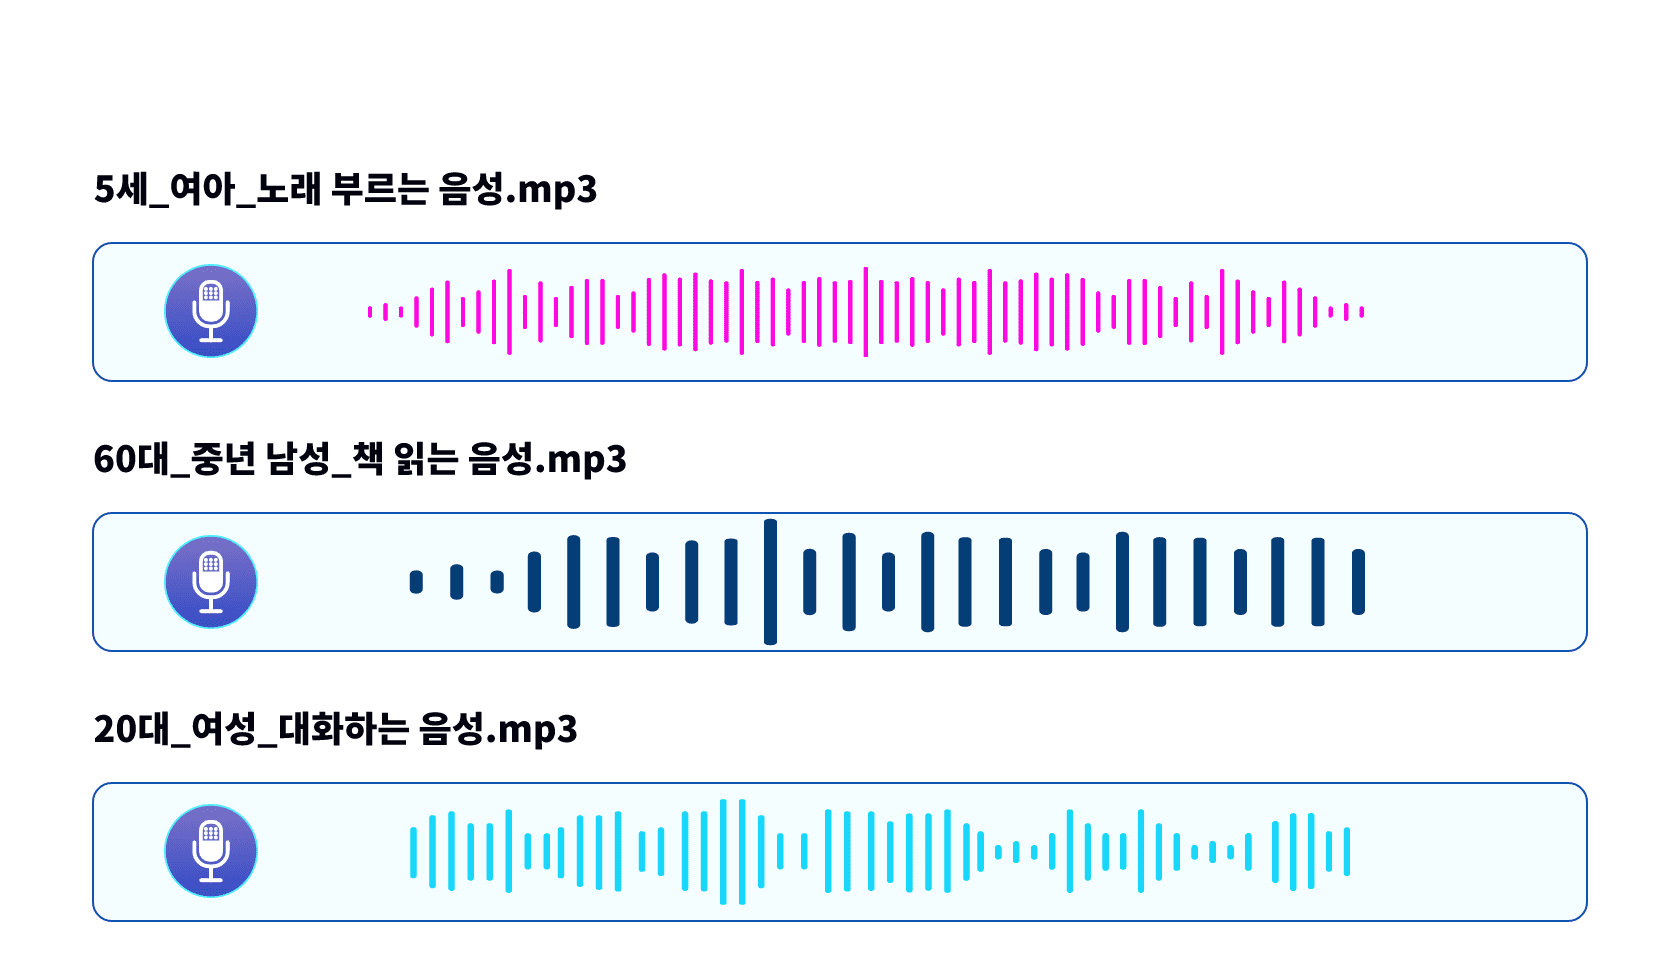 5세_여아_노래 부르는 음성.mp3
60대_중년 남성_책 읽는 음성.mp3
20대_여성_대화하는 음성.mp3